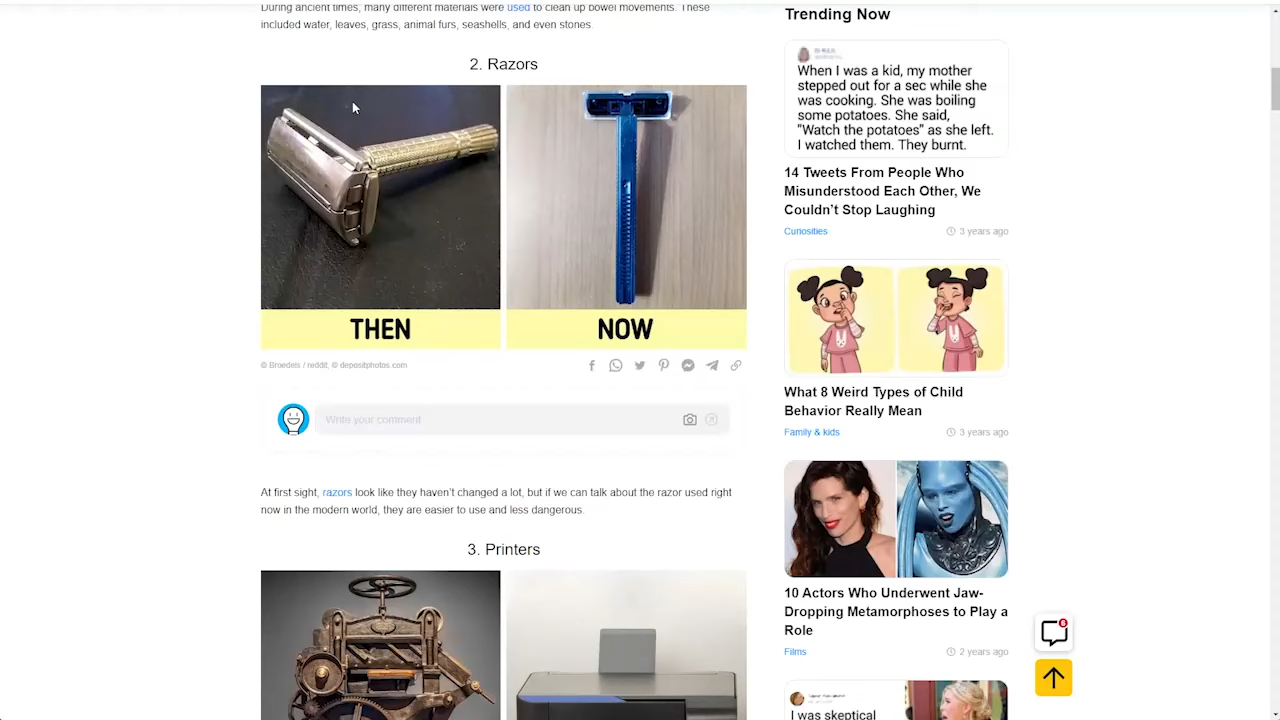 During ancient times, many different materials were used to clean up bowel movements. These
included water, leaves, grass, animal furs, seashells, and even stones.
2. Razors
THEN
NOW
© Broedels / reddit, © depositphotos.com
Write your comment
At first sight, razors look like they haven't changed a lot, but if we can talk about the razor used right
now in the modern world, they are easier to use and less dangerous.
3. Printers
Trending Now
When I was a kid, my mother
stepped out for a sec while she
was cooking. She was boiling
some potatoes. She said,
"Watch the potatoes" as she left.
I watched them. They burnt.
14 Tweets From People Who
Misunderstood Each Other, We
Couldn't Stop Laughing
Curiosities
3 years ago
What 8 Weird Types of Child
Behavior Really Mean
Family & kids
3 years ago
10 Actors Who Underwent Jaw-
Dropping Metamorphoses to Play a
Role
Films
2 years ago
I was skeptical
6